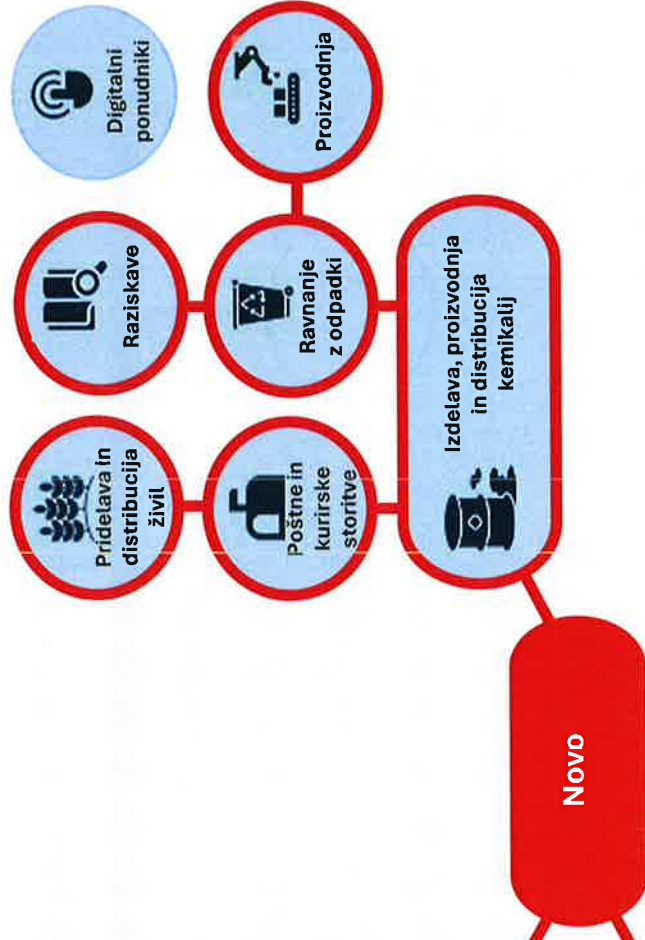 Digitalni
ponudniki
Raziskave
Proizvodnja
Pridelava in
distribucija
živil
Ravnanje
z odpadki
Poštne in
kurirske
storitve
Izdelava, proizvodnja
in distribucija
kemikalij
Novo